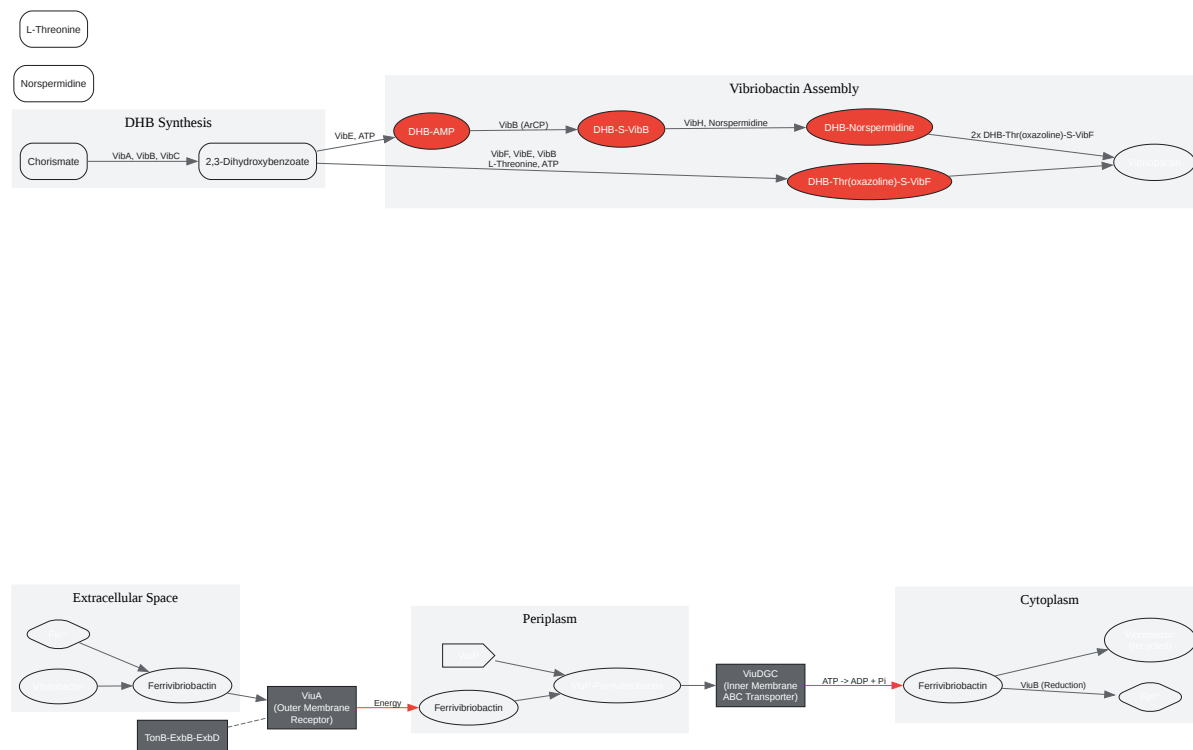 L-Threonine
Norspermidine
DHB Synthesis
Chorismate
VibA, VibB, VibC
2,3-Dihydroxybenzoate
Vibriobactin Assembly
VibE, ATP
DHB-AMP
VibB (ArCP)
DHB-S-VibB
VibH, Norspermidine
DHB-Norspermidine
2x DHB-Thr(oxazoline)-S-VibF
VibF, VibE, VibB
L-Threonine, ATP
DHB-Thr(oxazoline)-S-VibF
Vibriobactin
Extracellular Space
Ferrivibriobactin
TonB-ExbB-ExbD
ViuA
(Outer Membrane
Receptor)
Energy
Periplasm
Ferrivibriobactin
ViuDGC
(Inner Membrane
ABC Transporter)
ATP -> ADP + Pi
Cytoplasm
Ferrivibriobactin
ViuB (Reduction)